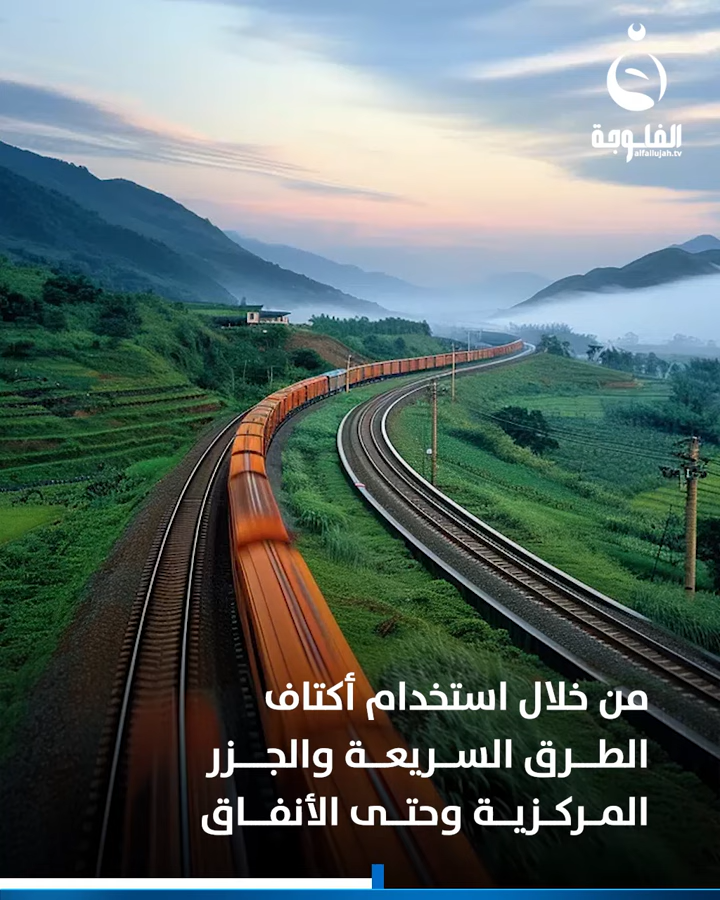 الفلوجة
alfallujah.tv
من خلال استخدام أكتاف
الطرق السريعة والجزر
المركزية وحتى الأنفاق